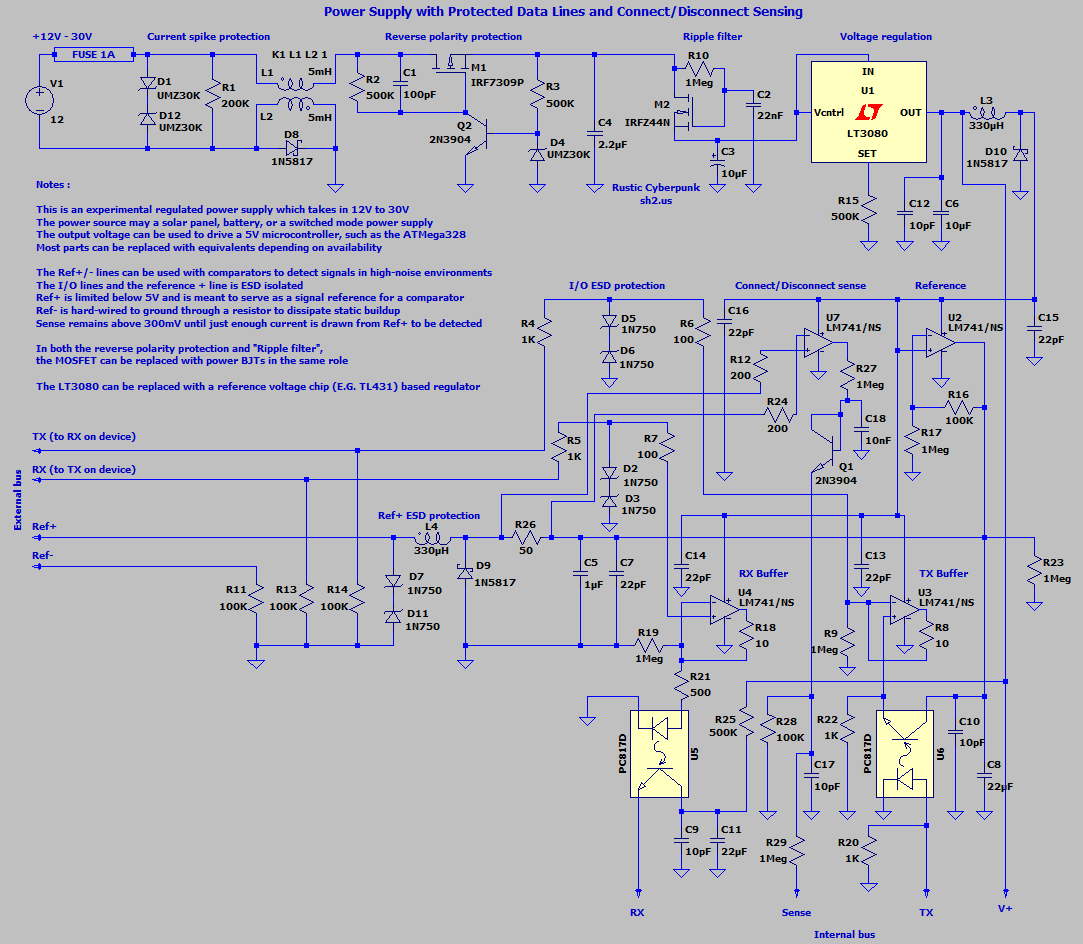 Power Supply with Protected Data Lines and Connect/Disconnect Sensing
+12V - 30V
Current spike protection
Reverse polarity protection
Ripple filter
Voltage regulation
FUSE 1A
K1 L1 L2 1
L1
5mH
L2
5mH
V1
12
D1
UMZ30K
D12
UMZ30K
R1
200K
D8
1N5817
R2
500K
C1
100pF
M1
IRF7309P
Q2
2N3904
R3
500K
D4
UMZ30K
C4
2.2µF
R10
1Meg
M2
IRFZ44N
C2
22nF
C3
10µF
IN
U1
Vcntrl
OUT
LT3080
SET
L3
330µH
D10
1N5817
R15
500K
C12
10pF
C6
10µF
Rustic Cyberpunk
sh2.us
Notes :
This is an experimental regulated power supply which takes in 12V to 30V
The power source may a solar panel, battery, or a switched mode power supply
The output voltage can be used to drive a 5V microcontroller, such as the ATMega328
Most parts can be replaced with equivalents depending on availability
The Ref+/- lines can be used with comparators to detect signals in high-noise environments
The I/O lines and the reference + line is ESD isolated
Ref+ is limited below 5V and is meant to serve as a signal reference for a comparator
Ref- is hard-wired to ground through a resistor to dissipate static buildup
Sense remains above 300mV until just enough current is drawn from Ref+ to be detected
In both the reverse polarity protection and "Ripple filter",
the MOSFET can be replaced with power BJTs in the same role
The LT3080 can be replaced with a reference voltage chip (E.G. TL431) based regulator
I/O ESD protection
Connect/Disconnect sense
Reference
R4
1K
D5
1N750
D6
1N750
R6
100
C16
22pF
R12
200
U7
LM741/NS
U2
LM741/NS
C15
22pF
R27
1Meg
R24
200
C18
10nF
R16
100K
R17
1Meg
Q1
2N3904
TX (to RX on device)
RX (to TX on device)
External bus
R5
1K
R7
100
D2
1N750
D3
1N750
Ref+
Ref-
Ref+ ESD protection
L4
330µH
R26
50
D7
1N750
D11
1N750
D9
1N5817
C5
1µF
C7
22pF
C14
22pF
C13
22pF
R23
1Meg
RX Buffer
TX Buffer
U4
LM741/NS
U3
LM741/NS
R11
100K
R13
100K
R14
100K
R19
1Meg
R18
10
R9
1Meg
R8
10
R21
500
R25
500K
R28
100K
R22
1K
PC817D
U5
PC817D
U6
C10
10pF
C8
22µF
C17
10pF
C9
10pF
C11
22µF
R29
1Meg
R20
1K
RX
Sense
TX
V+
Internal bus